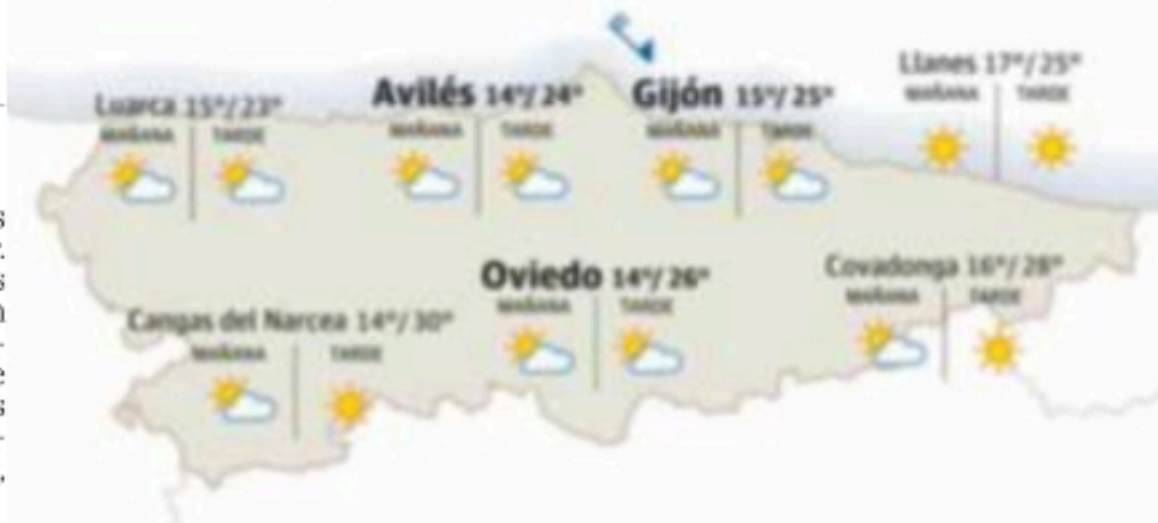 Luarca 15°/23°
MAÑANA TARDE
Avilés 14°/24°
MAÑANA TARDE
Gijón 15°/25°
MAÑANA TARDE
Llanes 17°/25°
MAÑANA TARDE
Cangas del Narcea 14°/30°
MAÑANA TARDE
Oviedo 14°/26°
MAÑANA TARDE
Covadonga 16°/28°
MAÑANA TARDE